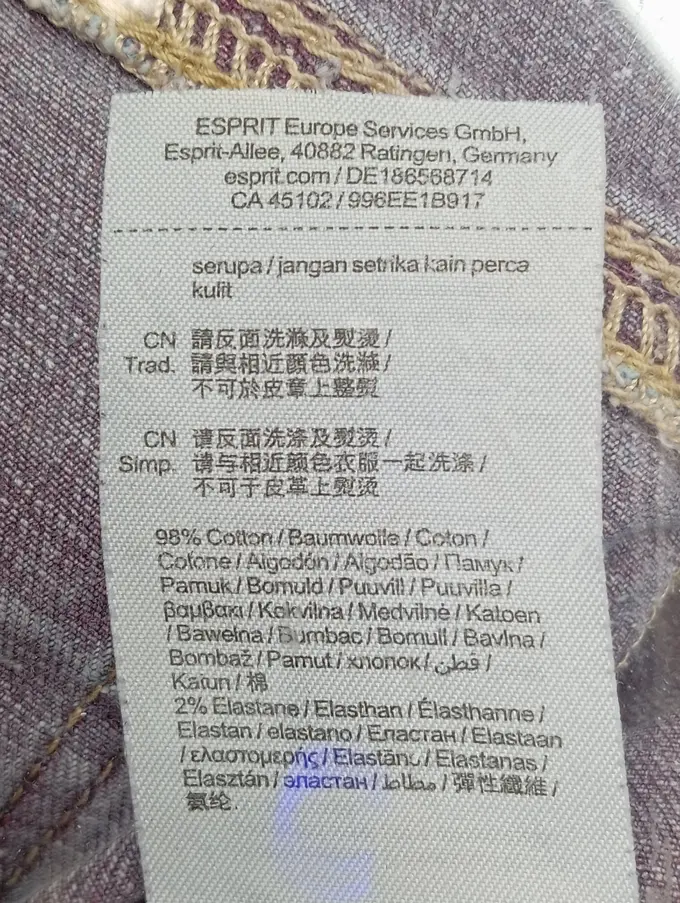 ESPRIT Europe Services GmbH,
Esprit-Allee, 40882 Ratingen, Germany
esprit.com / DE186568714
CA 45102 / 996EE1B917
serupa / jangan setrika kain perca
kulit
CN 請反面洗滌及熨燙 /
Trad. 請與相近顏色洗滌 /
不可於皮章上整熨
CN 请反面洗涤及熨烫 /
Simp. 请与相近颜色衣服一起洗涤 /
不可于皮革上熨烫
98% Cotton / Baumwolle / Coton /
Cotone / Algodón / Algodão / Памук /
Pamuk / Bomuld / Puuvill / Puuvilla /
βαμβακι / Kokvilna / Medvilnė / Katoen
/ Bawełna / Bumbac / Bomull / Bavlna /
Bombaž / Pamut / хлопок / قطن /
Katun / 棉
2% Elastane / Elasthan / Élasthanne /
Elastan / elastano / Еластан / Elastaan
/ ελαστομερής / Elastāns / Elastanas /
Elasztán / эластан / مطاط / 彈性纖維 /
氨纶.